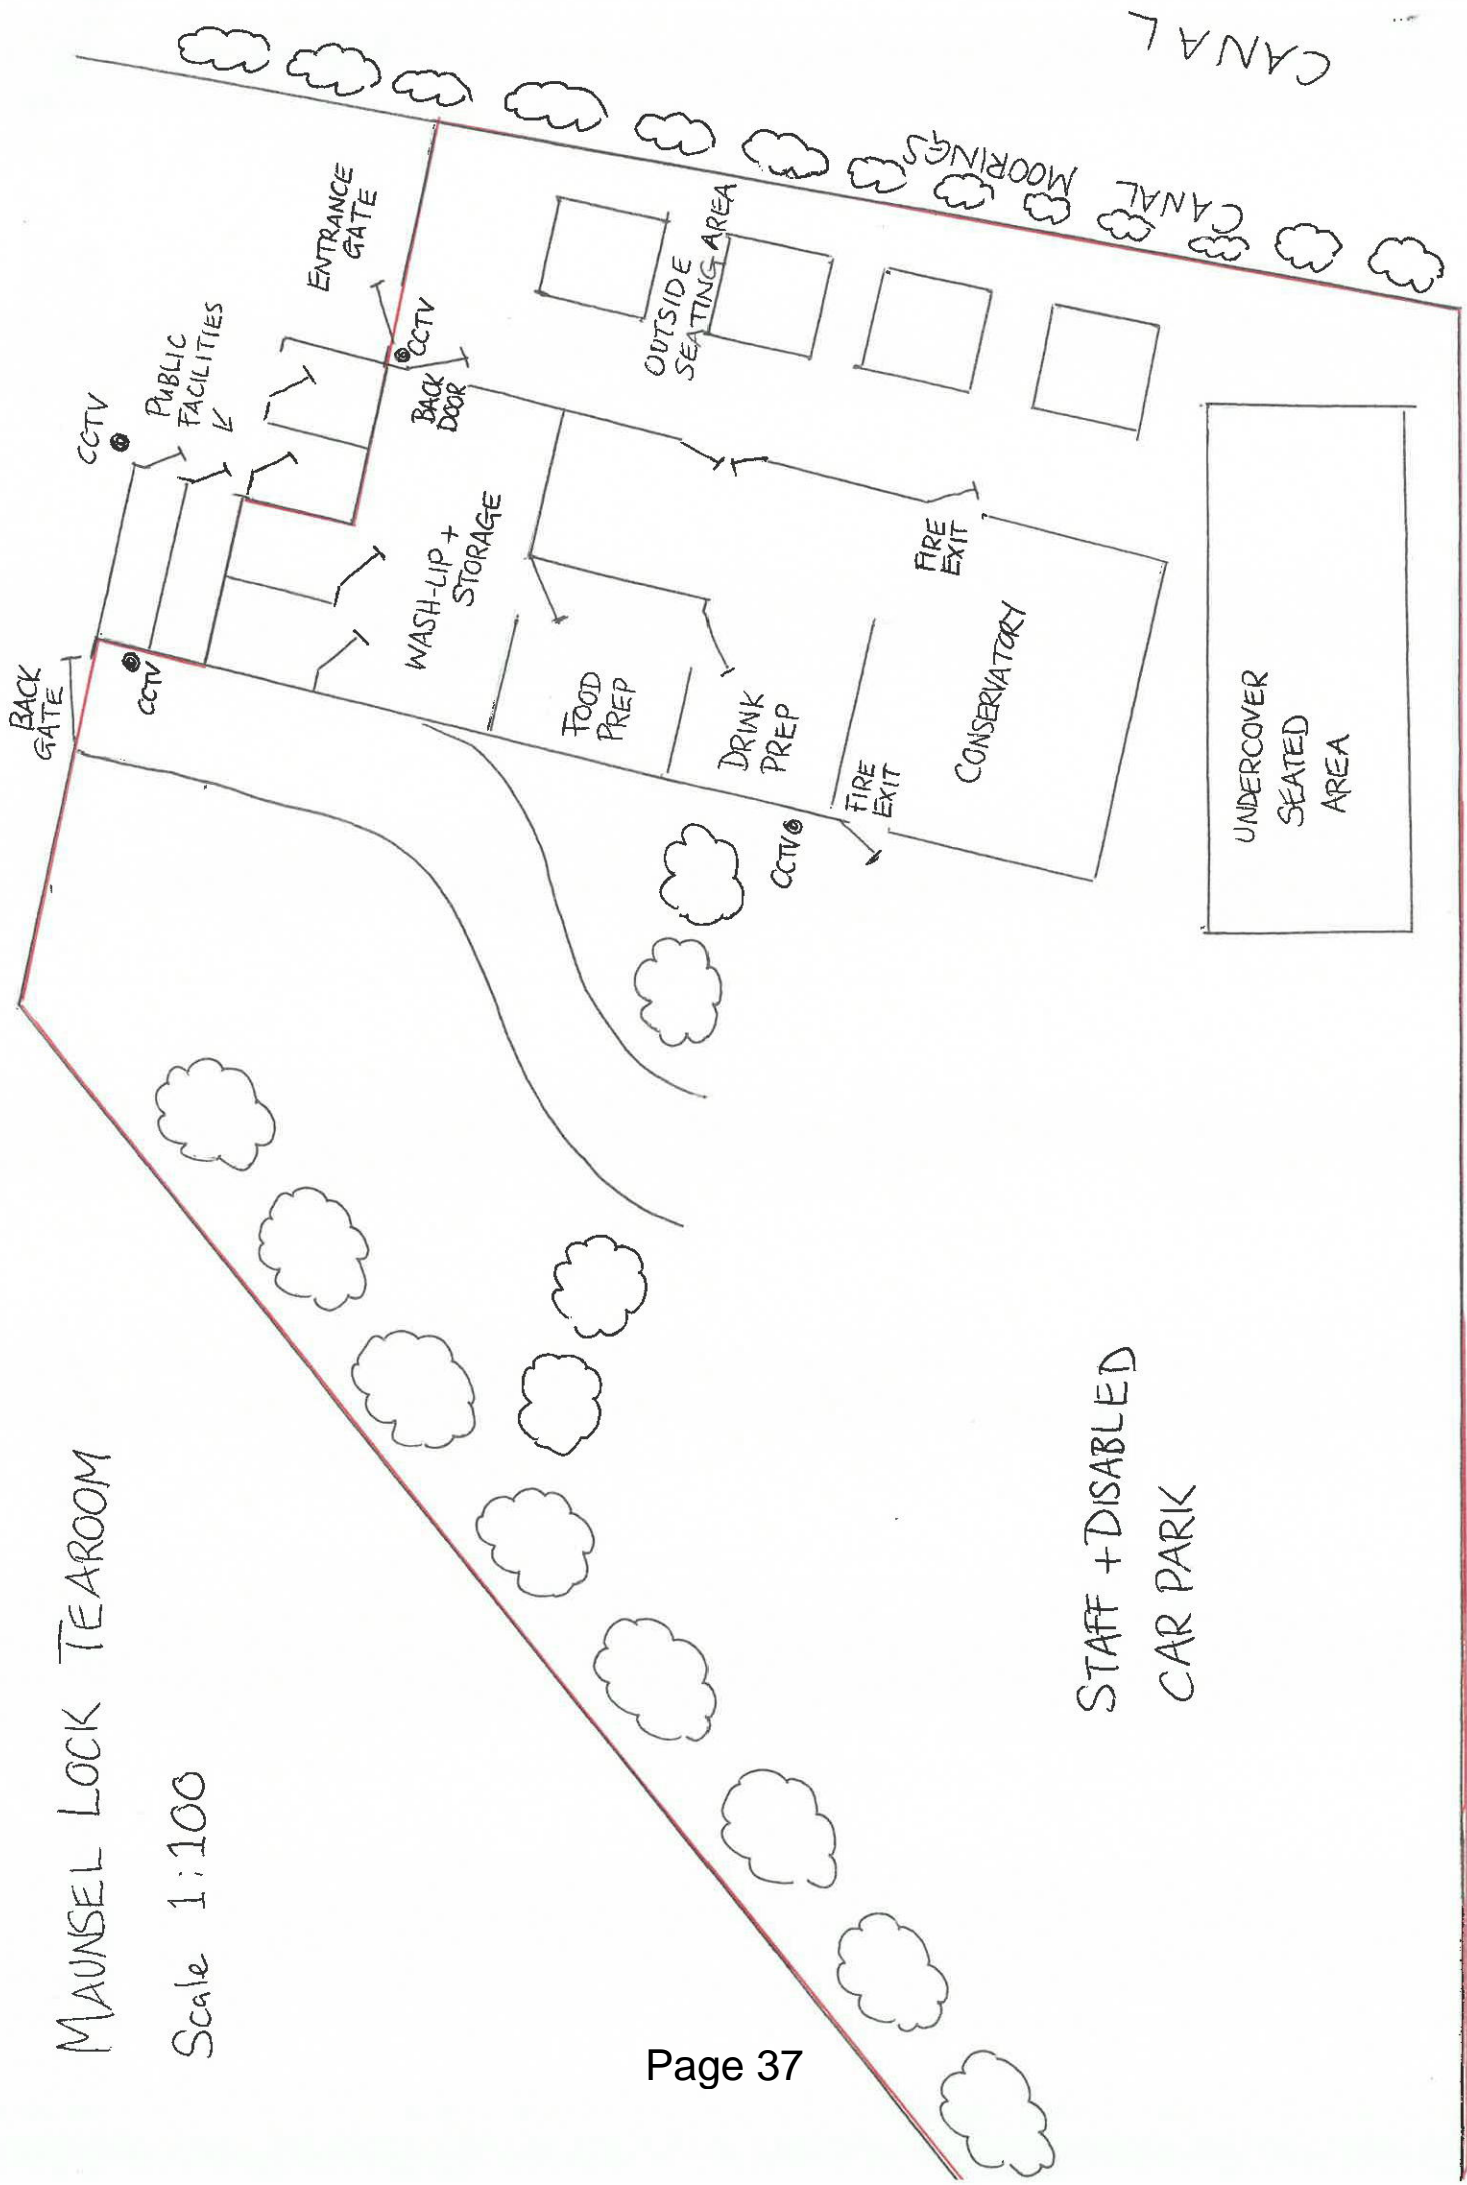 MAUNSEL LOCK TEAROOM
Scale 1:100
BACK
GATE
CCTV
CCTV
PUBLIC
FACILITIES
ENTRANCE
GATE
CCTV
BACK
DOOR
WASH-UP +
STORAGE
FOOD
PREP
DRINK
PREP
CCTV
FIRE
EXIT
FIRE
EXIT
CONSERVATORY
OUTSIDE
SEATING AREA
UNDERCOVER
SEATED
AREA
STAFF + DISABLED
CAR PARK
CANAL MOORINGS
CANAL
Page 37